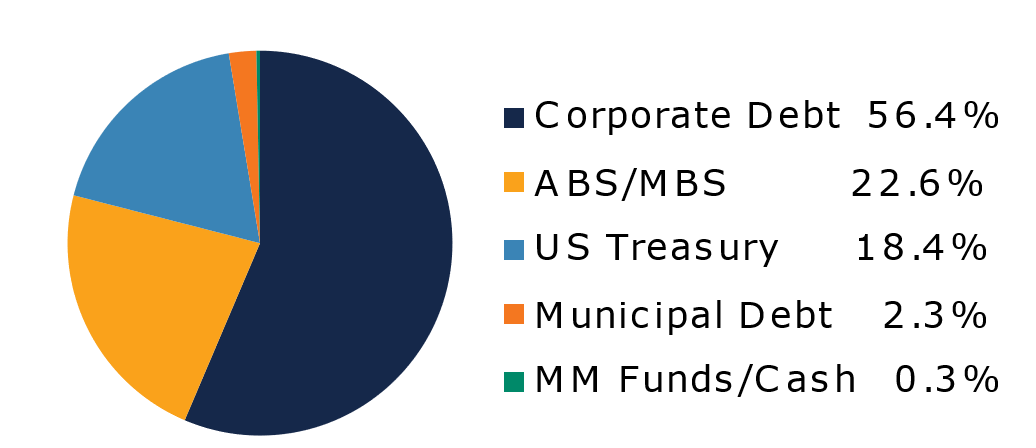 Corporate Debt 56.4%
ABS/MBS 22.6%
US Treasury 18.4%
Municipal Debt 2.3%
MM Funds/Cash 0.3%